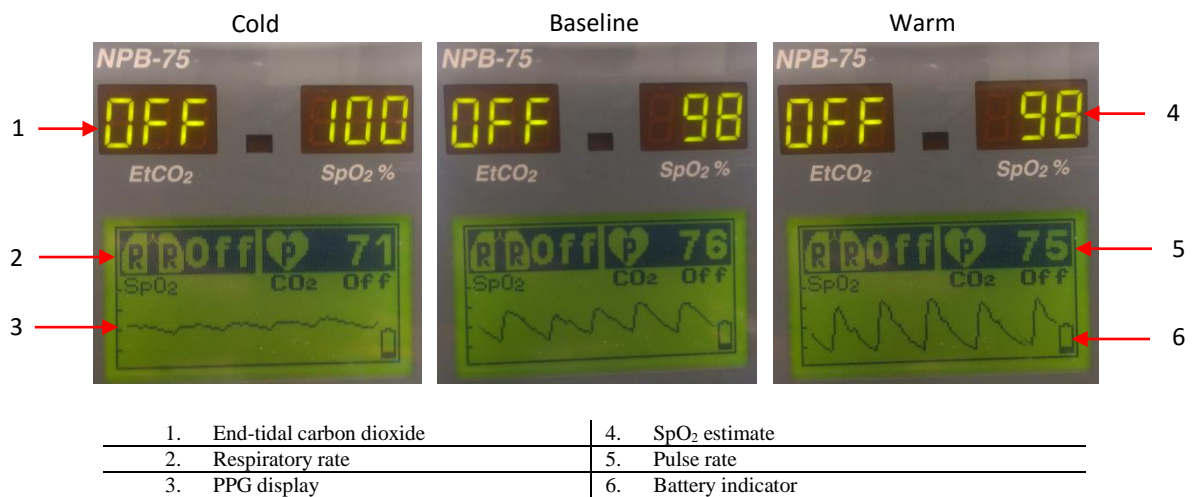 Cold Baseline Warm
NPB-75 NPB-75 NPB-75
1 OFF 100 OFF 98 OFF 98 4
EtCO₂ SpO₂ % EtCO₂ SpO₂ % EtCO₂ SpO₂ %
2 R R Off P 71 R R Off P 76 R R Off P 75 5
SpO₂ CO₂ Off SpO₂ CO₂ Off SpO₂ CO₂ Off
3 6
1. End-tidal carbon dioxide 4. SpO₂ estimate
2. Respiratory rate 5. Pulse rate
3. PPG display 6. Battery indicator